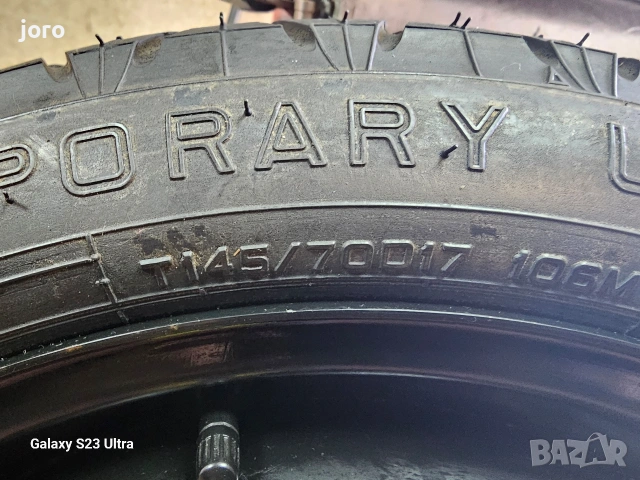 joro
PORARY U
T145/70D17 106M
Galaxy S23 Ultra
BAZAR